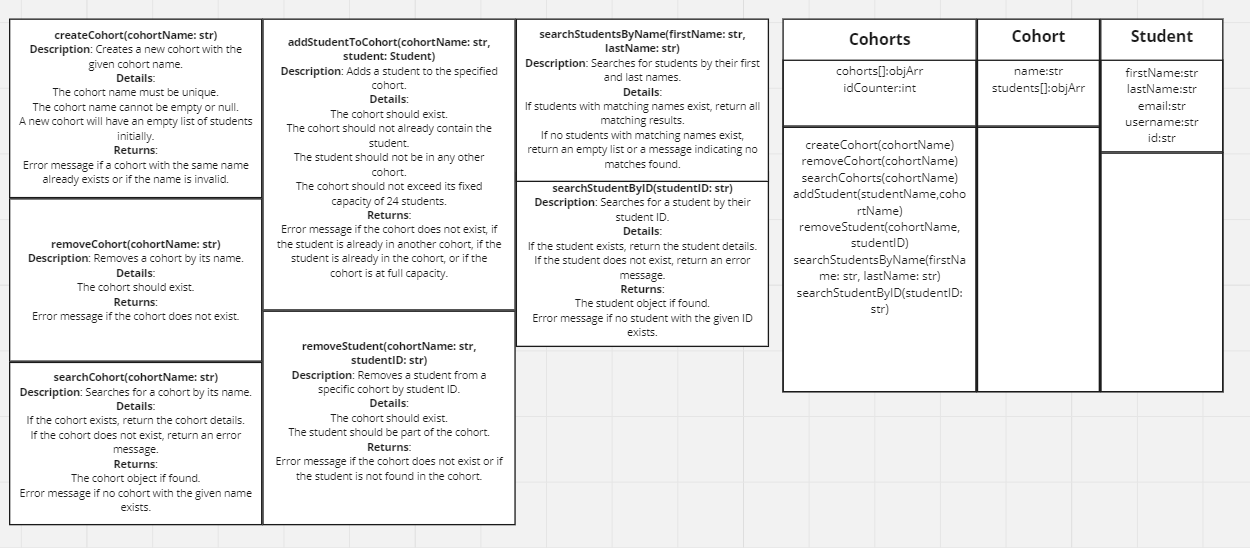 createCohort(cohortName: str)
Description: Creates a new cohort with the
given cohort name.
Details:
The cohort name must be unique.
The cohort name cannot be empty or null.
A new cohort will have an empty list of students
initially.
Returns:
Error message if a cohort with the same name
already exists or if the name is invalid.
removeCohort(cohortName: str)
Description: Removes a cohort by its name.
Details:
The cohort should exist.
Returns:
Error message if the cohort does not exist.
searchCohort(cohortName: str)
Description: Searches for a cohort by its name.
Details:
If the cohort exists, return the cohort details.
If the cohort does not exist, return an error
message.
Returns:
The cohort object if found.
Error message if no cohort with the given name
exists.
addStudentToCohort(cohortName: str,
student: Student)
Description: Adds a student to the specified
cohort.
Details:
The cohort should exist.
The cohort should not already contain the
student.
The student should not be in any other
cohort.
The cohort should not exceed its fixed
capacity of 24 students.
Returns:
Error message if the cohort does not exist, if
the student is already in another cohort, if the
student is already in the cohort, or if the
cohort is at full capacity.
removeStudent(cohortName: str,
studentID: str)
Description: Removes a student from a
specific cohort by student ID.
Details:
The cohort should exist.
The student should be part of the cohort.
Returns:
Error message if the cohort does not exist or if
the student is not found in the cohort.
searchStudentsByName(firstName: str,
lastName: str)
Description: Searches for students by their first
and last names.
Details:
If students with matching names exist, return all
matching results.
If no students with matching names exist,
return an empty list or a message indicating no
matches found.
searchStudentByID(studentID: str)
Description: Searches for a student by their
student ID.
Details:
If the student exists, return the student details.
If the student does not exist, return an error
message.
Returns:
The student object if found.
Error message if no student with the given ID
exists.
Cohorts
cohorts[]:objArr
idCounter:int
createCohort(cohortName)
removeCohort(cohortName)
searchCohorts(cohortName)
addStudent(studentName,coho
rtName)
removeStudent(cohortName,
studentID)
searchStudentsByName(firstNa
me: str, lastName: str)
searchStudentByID(studentID:
str)
Cohort
name:str
students[]:objArr
Student
firstName:str
lastName:str
email:str
username:str
id:str